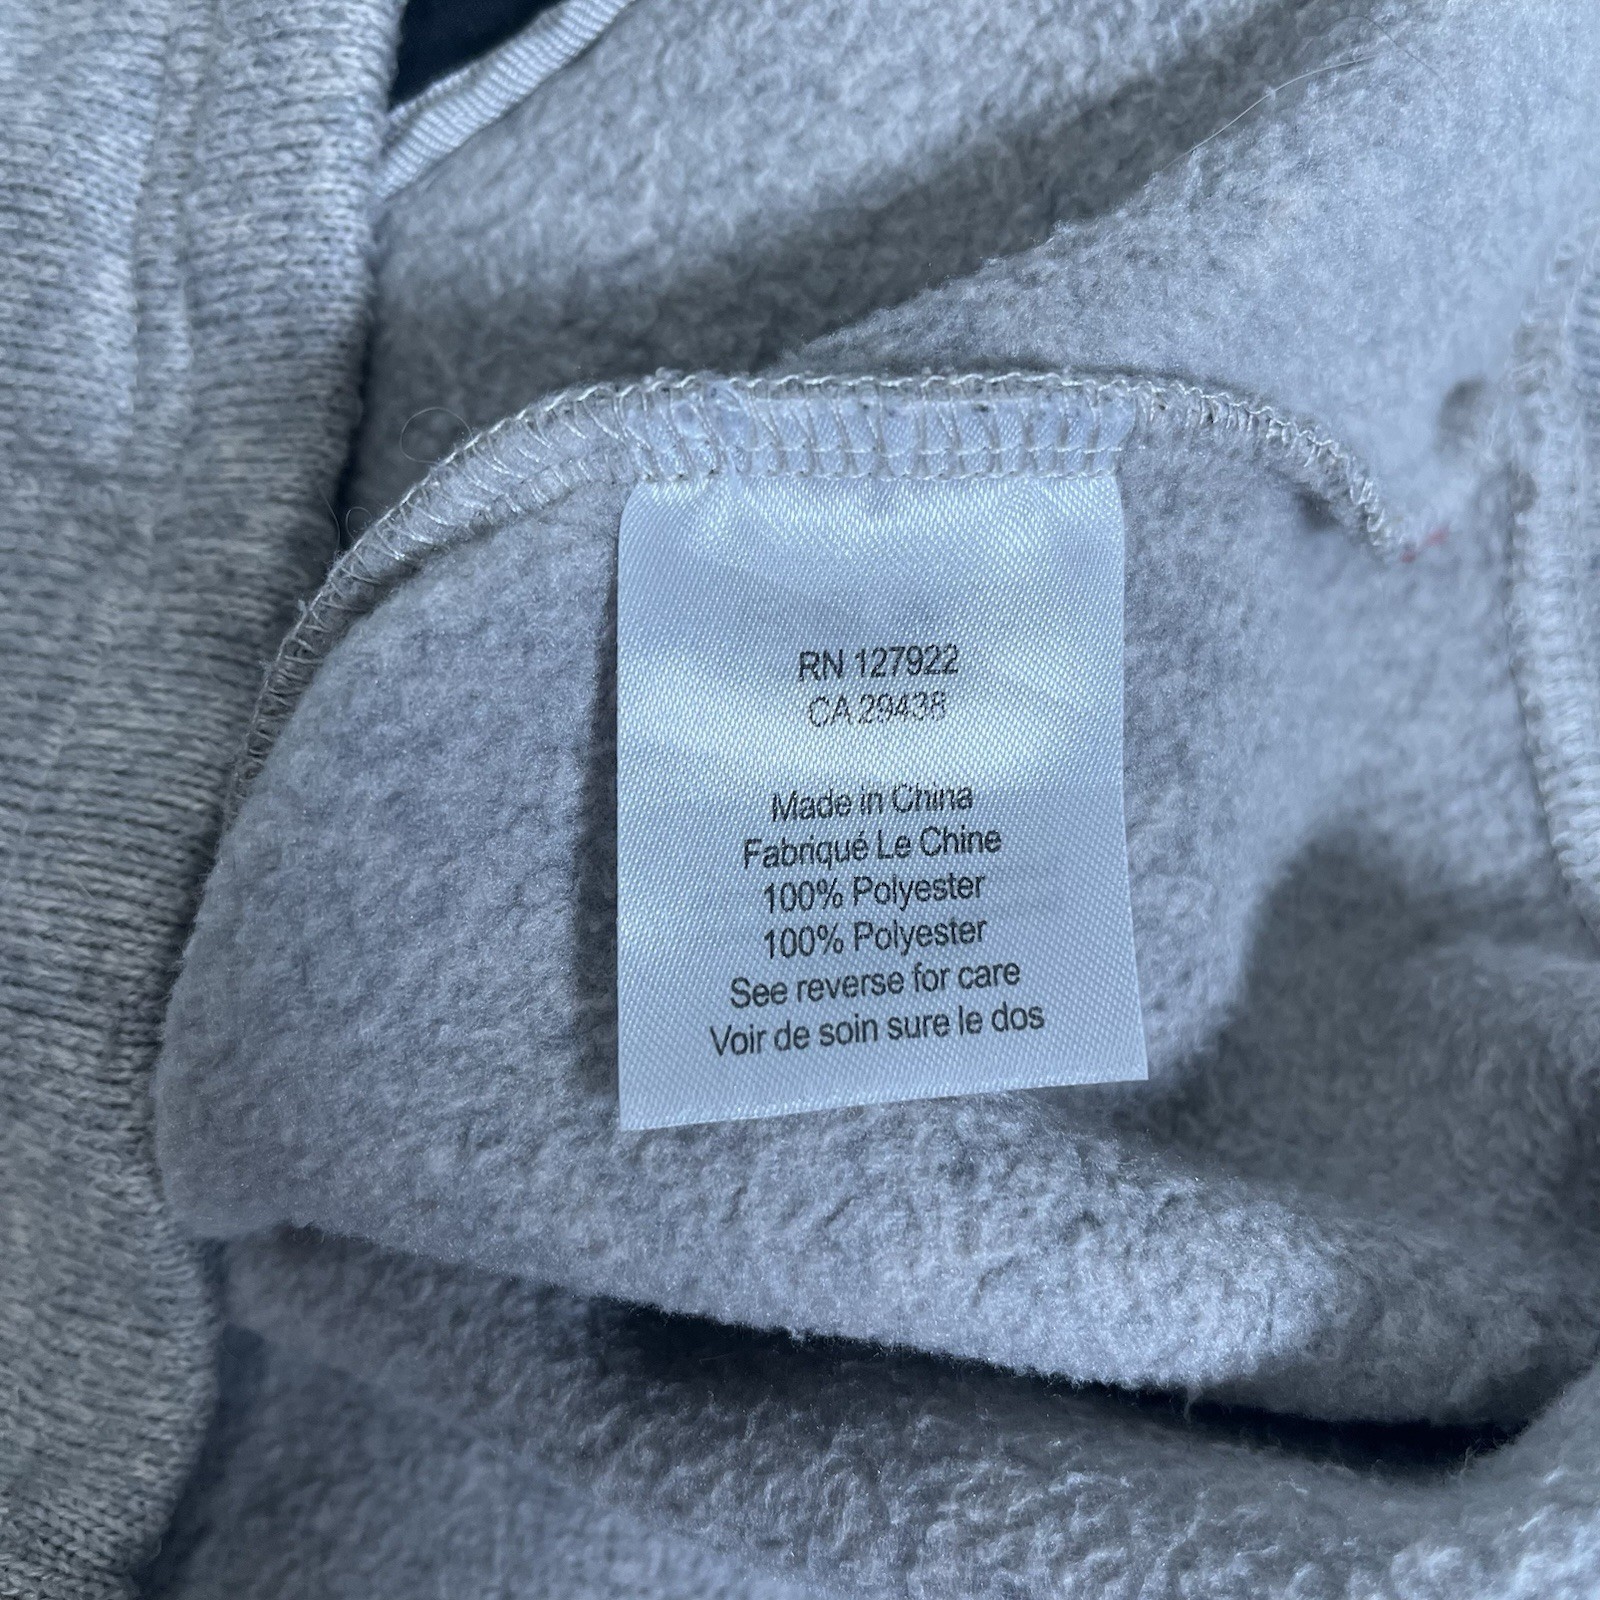 RN 127922
CA 29438
Made in China
Fabriqué Le Chine
100% Polyester
100% Polyester
See reverse for care
Voir de soin sure le dos